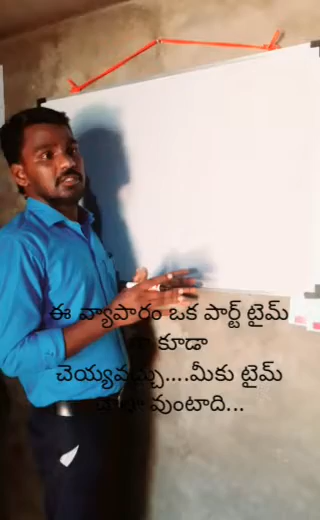 ఈ వ్యాపారం ఒక పార్ట్ టైమ్
కూడా
చెయ్యవచ్చు....మీకు టైమ్
వుంటాది...